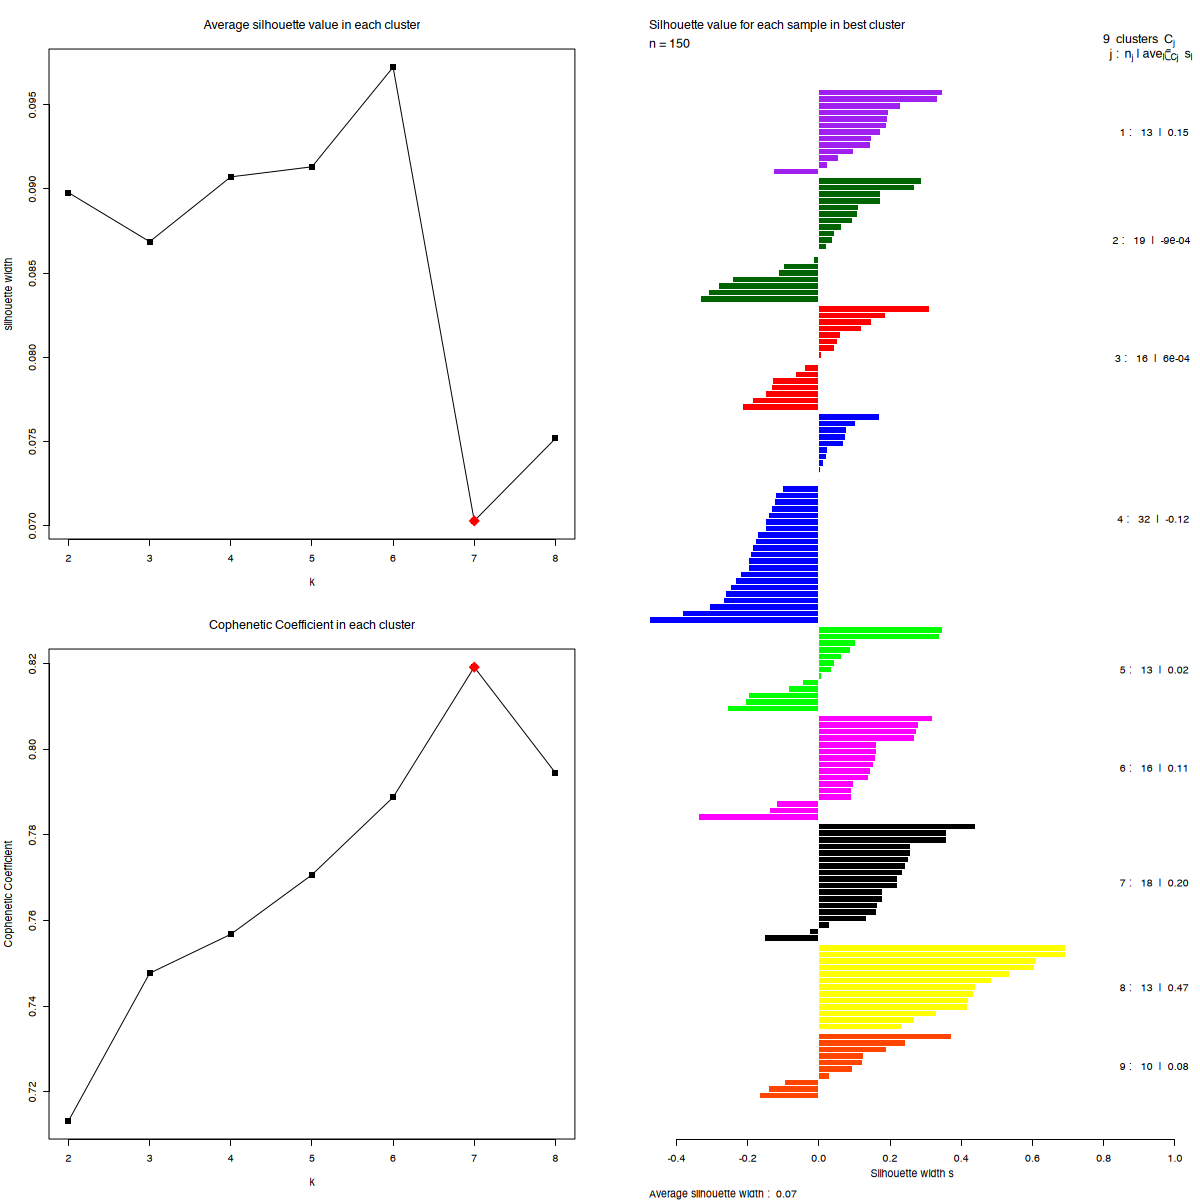 Average silhouette value in each cluster
silhouette width
0.070 0.075 0.080 0.085 0.090 0.095
2 3 4 5 6 7 8
k
Cophenetic Coefficient in each cluster
Cophenetic Coefficient
0.72 0.74 0.76 0.78 0.80 0.82
2 3 4 5 6 7 8
k
Silhouette value for each sample in best cluster
n = 150
9 clusters Cj
j : nj | avei∈Cj si
1 : 13 | 0.15
2 : 19 | -9e-04
3 : 16 | 6e-04
4 : 32 | -0.12
5 : 13 | 0.02
6 : 16 | 0.11
7 : 18 | 0.20
8 : 13 | 0.47
9 : 10 | 0.08
-0.4 -0.2 0.0 0.2 0.4 0.6 0.8 1.0
Silhouette width s
Average silhouette width : 0.07